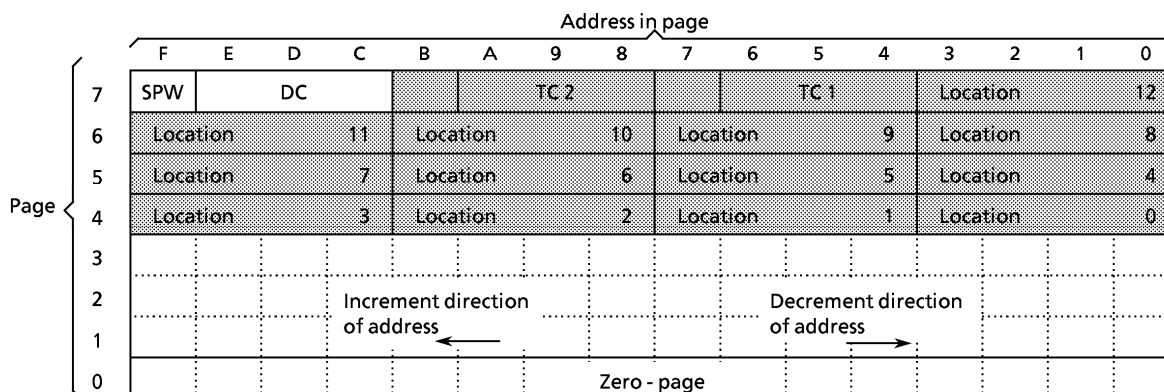 Address in page
F E D C B A 9 8 7 6 5 4 3 2 1 0
7 SPW DC TC 2 TC 1 Location 12
6 Location 11 Location 10 Location 9 Location 8
5 Location 7 Location 6 Location 5 Location 4
Page
4 Location 3 Location 2 Location 1 Location 0
3
2 Increment direction Decrement direction
of address of address
1
0 Zero - page